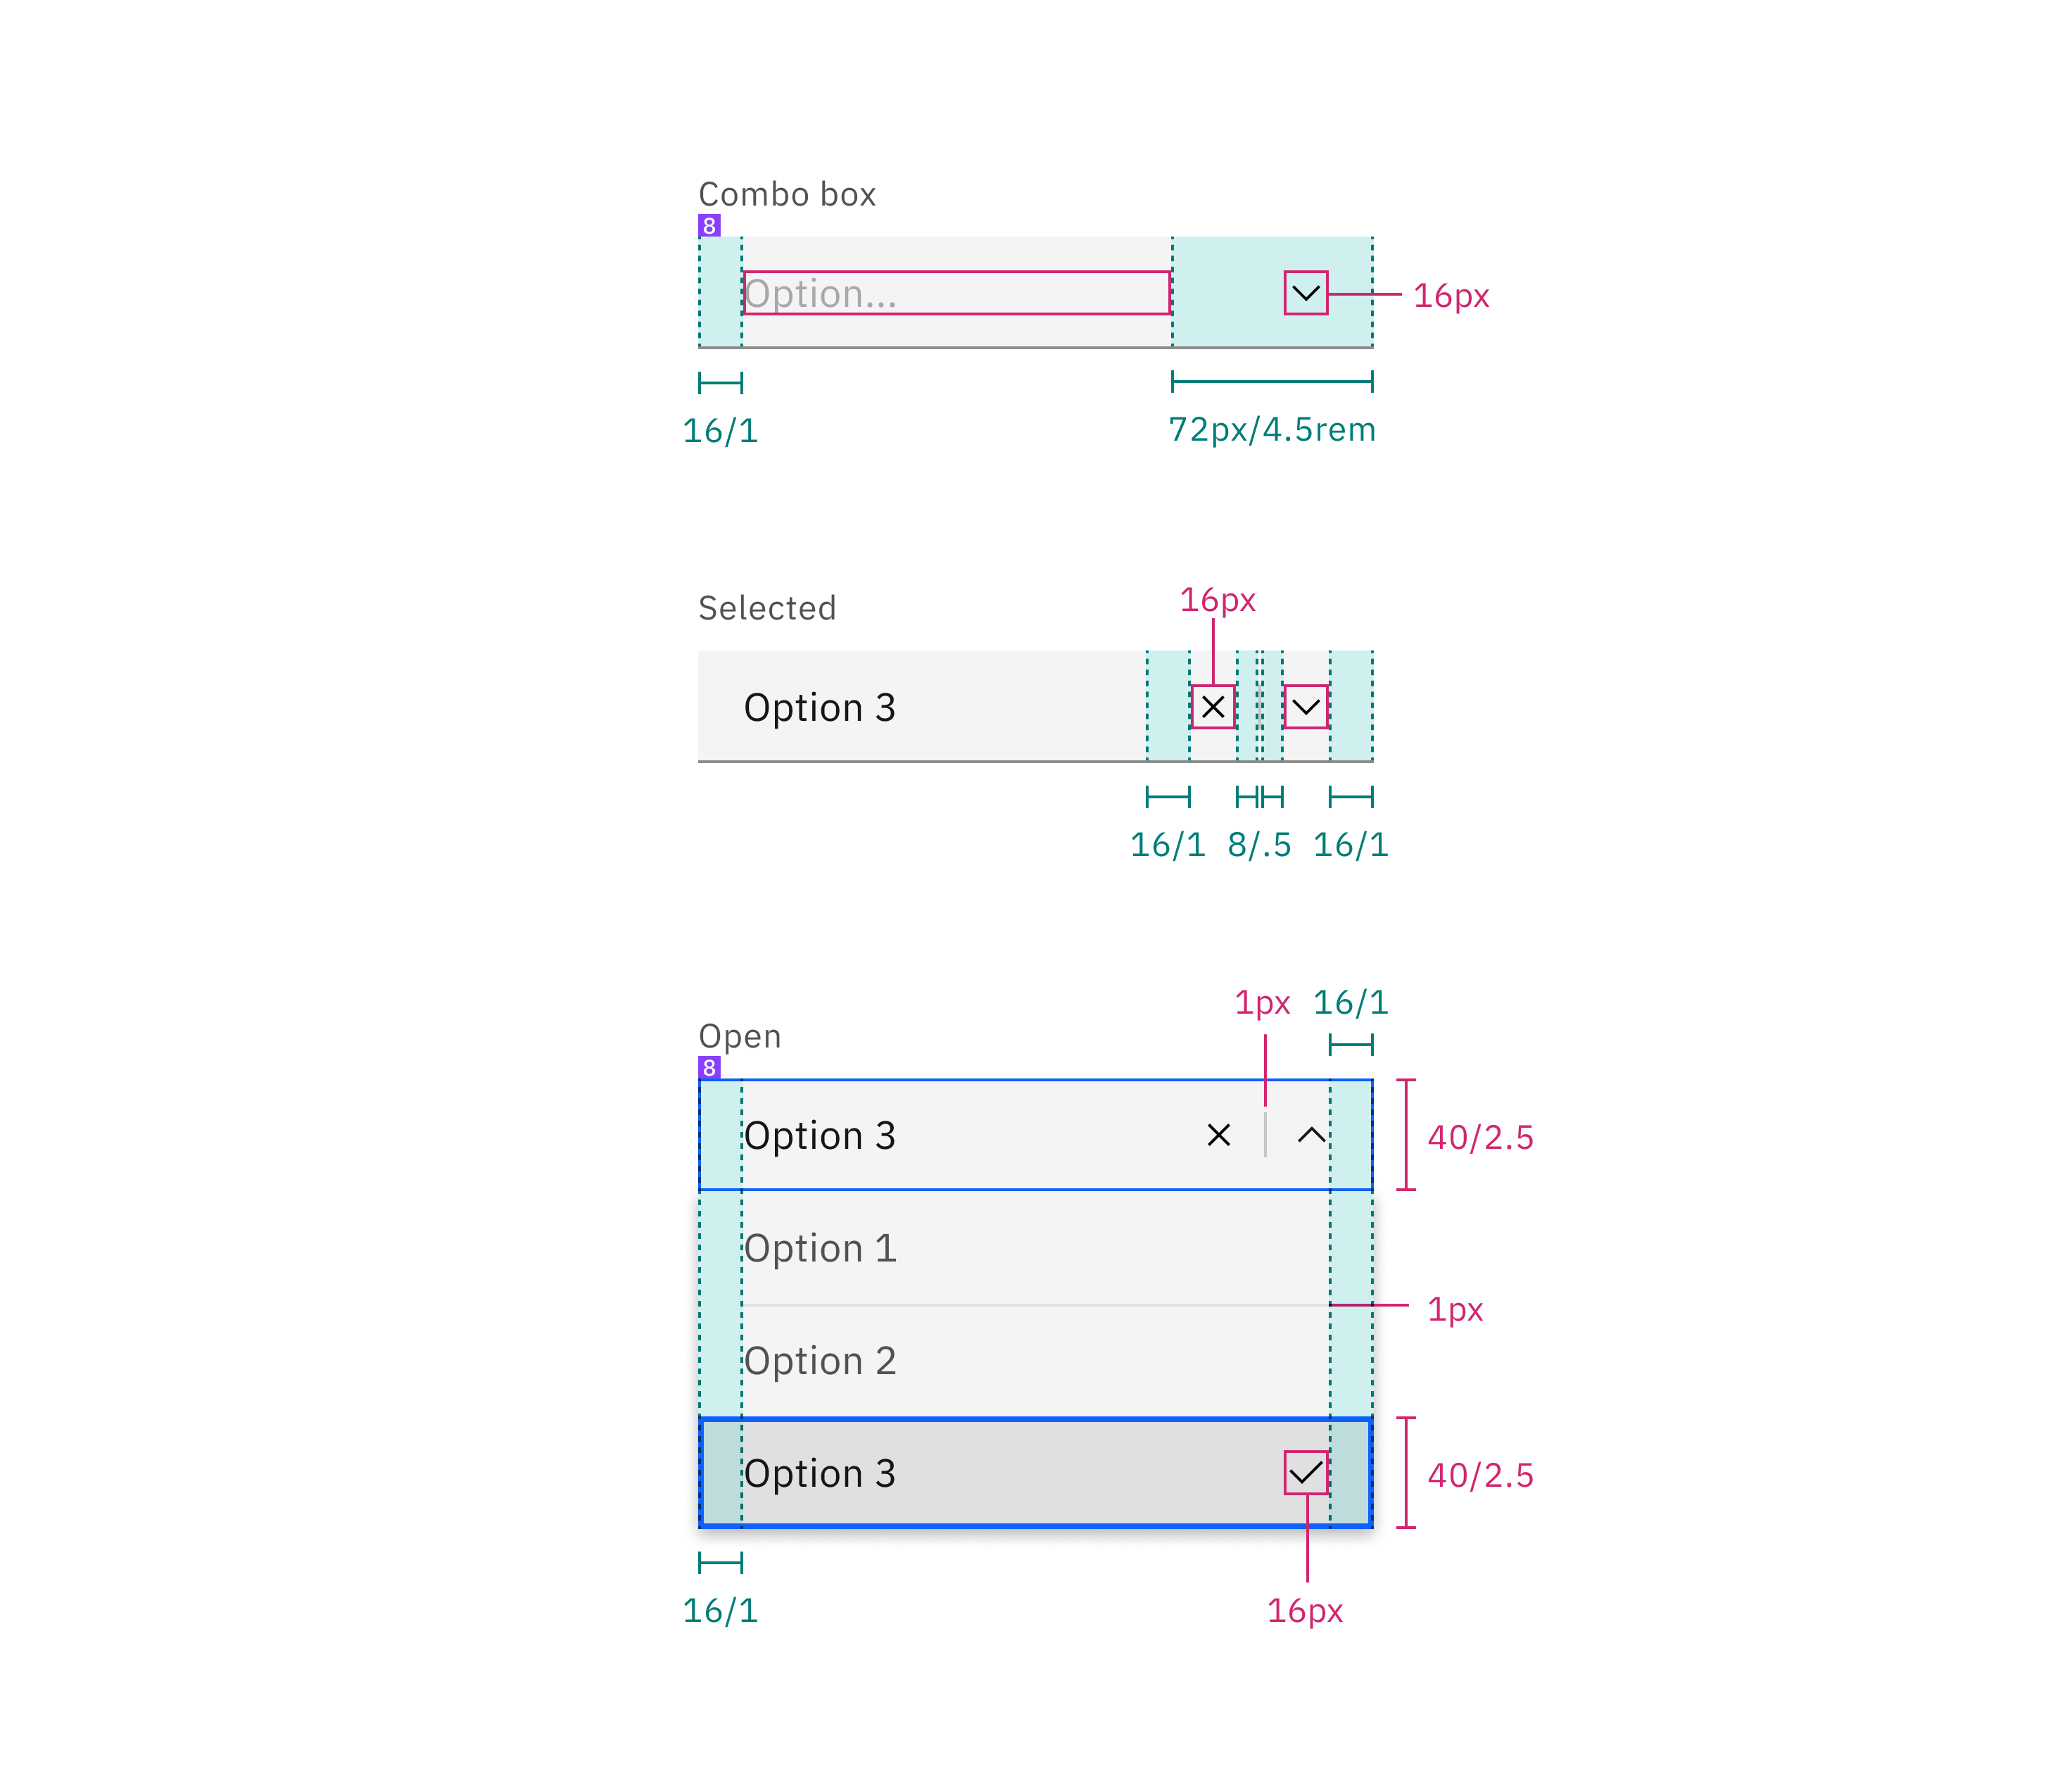 Combo box
8
Option...
16px
16/1
72px/4.5rem
16px
Selected
Option 3
16/1 8/.5 16/1
1px 16/1
Open
8
Option 3
40/2.5
Option 1
1px
Option 2
Option 3
40/2.5
16/1
16px